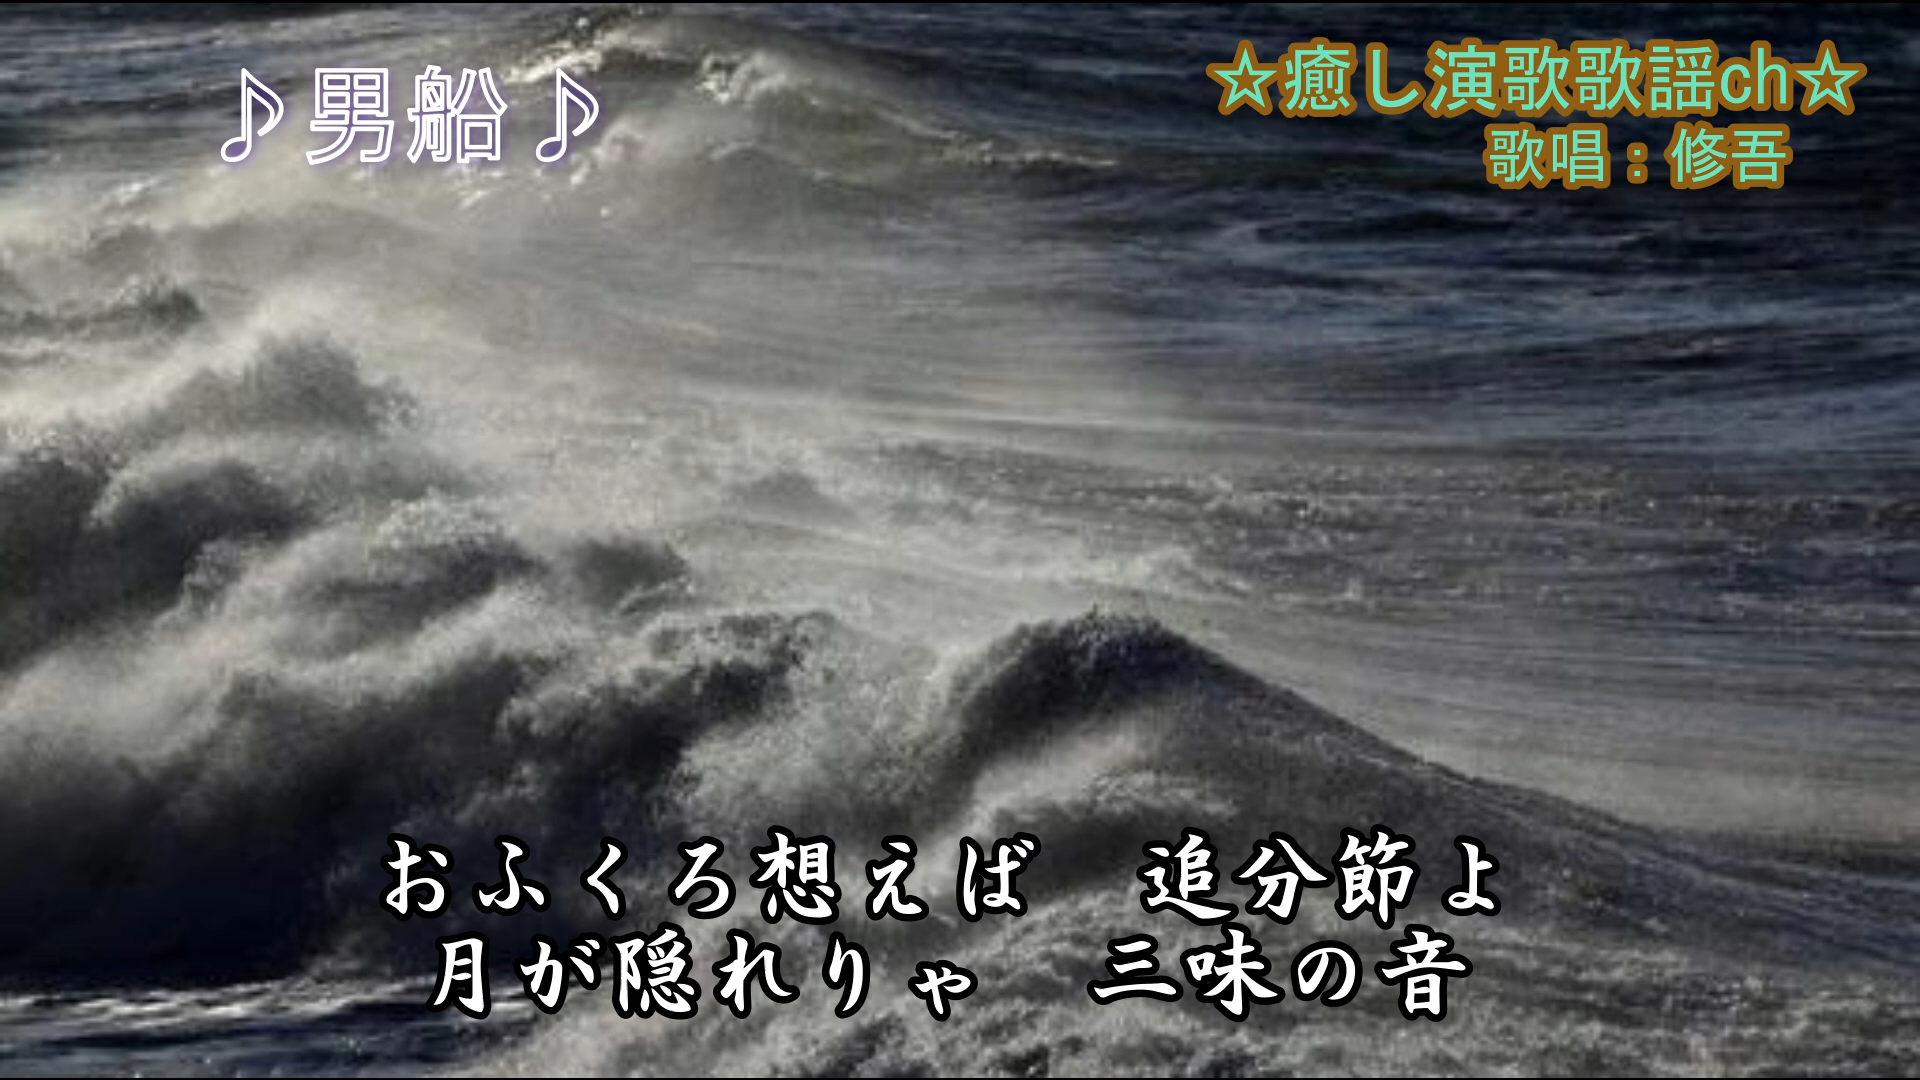 ♪男船♪
☆癒し演歌歌謡ch☆
歌唱：修吾
おふくろ想えば　追分節よ
月が隠れりゃ　三味の音